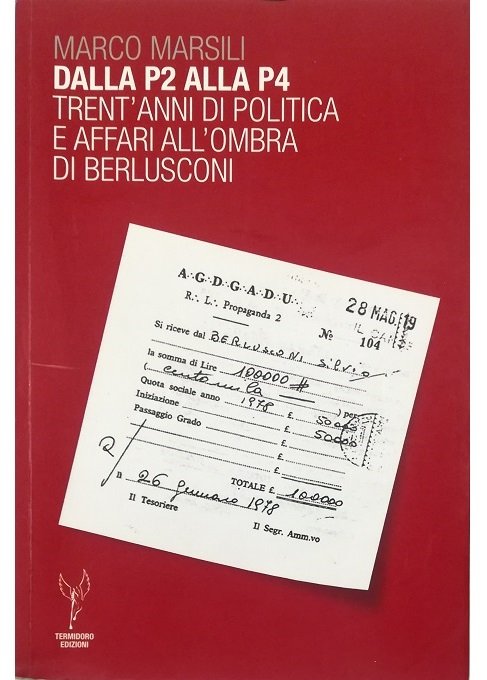 MARCO MARSILI
DALLA P2 ALLA P4
TRENT'ANNI DI POLITICA
E AFFARI ALL'OMBRA
DI BERLUSCONI
A∴G∴D∴G∴A∴D∴U∴
R∴ L∴ Propaganda 2
28 MAG. 19
Nº 104
Si riceve dal BERLUSCONI Silvio
la somma di Lire 100000 #
( centomila ) per
Quota sociale anno 1978 £ 50000
Iniziazione £ 50000
Passaggio Grado £
£
£
TOTALE £ 100000
n 26 gennaro 1978
Il Tesoriere
Il Segr. Amm.vo
TERMIDORO
EDIZIONI